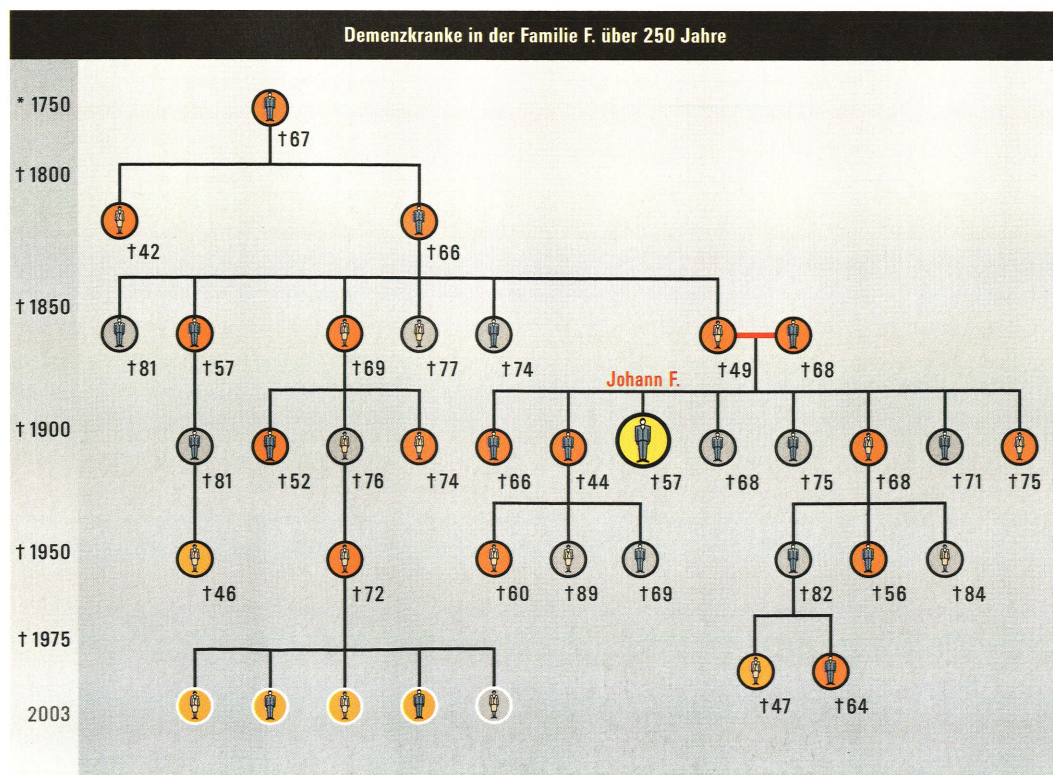 Demenzkranke in der Familie F. über 250 Jahre
* 1750
†67
†1800
†42 †66
†1850
†81 †57 †69 †77 †74 †49 †68
Johann F.
†1900
†81 †52 †76 †74 †66 †44 †57 †68 †75 †68 †71 †75
†1950
†46 †72 †60 †89 †69 †82 †56 †84
†1975
†47 †64
2003